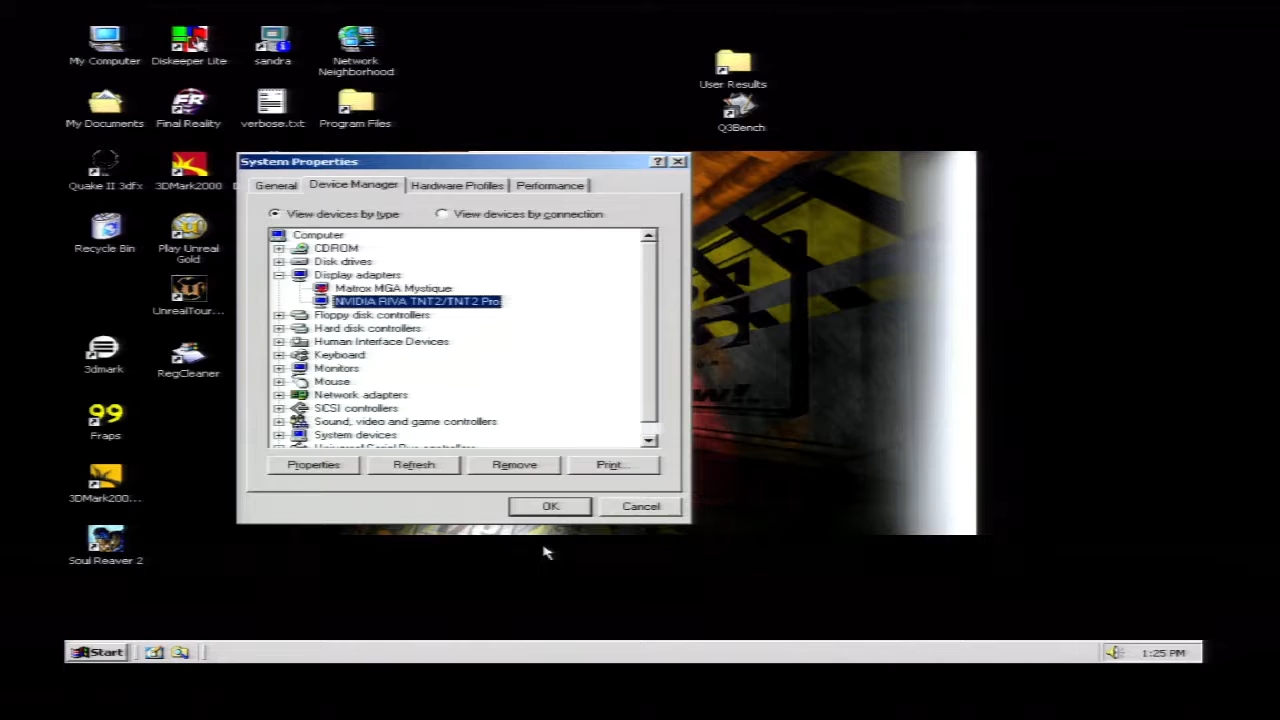 My Computer
Diskeeper Lite
sandra
Network
Neighborhood
User Results
My Documents
FR
Final Reality
verbose.txt
Program Files
Q3Bench
Quake II 3dfx
3DMark2000
Recycle Bin
Play Unreal
Gold
UnrealTour...
3dmark
RegCleaner
99
Fraps
3DMark200...
Soul Reaver 2
System Properties
General
Device Manager
Hardware Profiles
Performance
View devices by type
View devices by connection
Computer
CDROM
Disk drives
Display adapters
Matrox MGA Mystique
NVIDIA RIVA TNT2/TNT2 Pro
Floppy disk controllers
Hard disk controllers
Human Interface Devices
Keyboard
Monitors
Mouse
Network adapters
SCSI controllers
Sound, video and game controllers
System devices
Universal Serial Bus controllers
Properties
Refresh
Remove
Print...
OK
Cancel
Start
1:25 PM